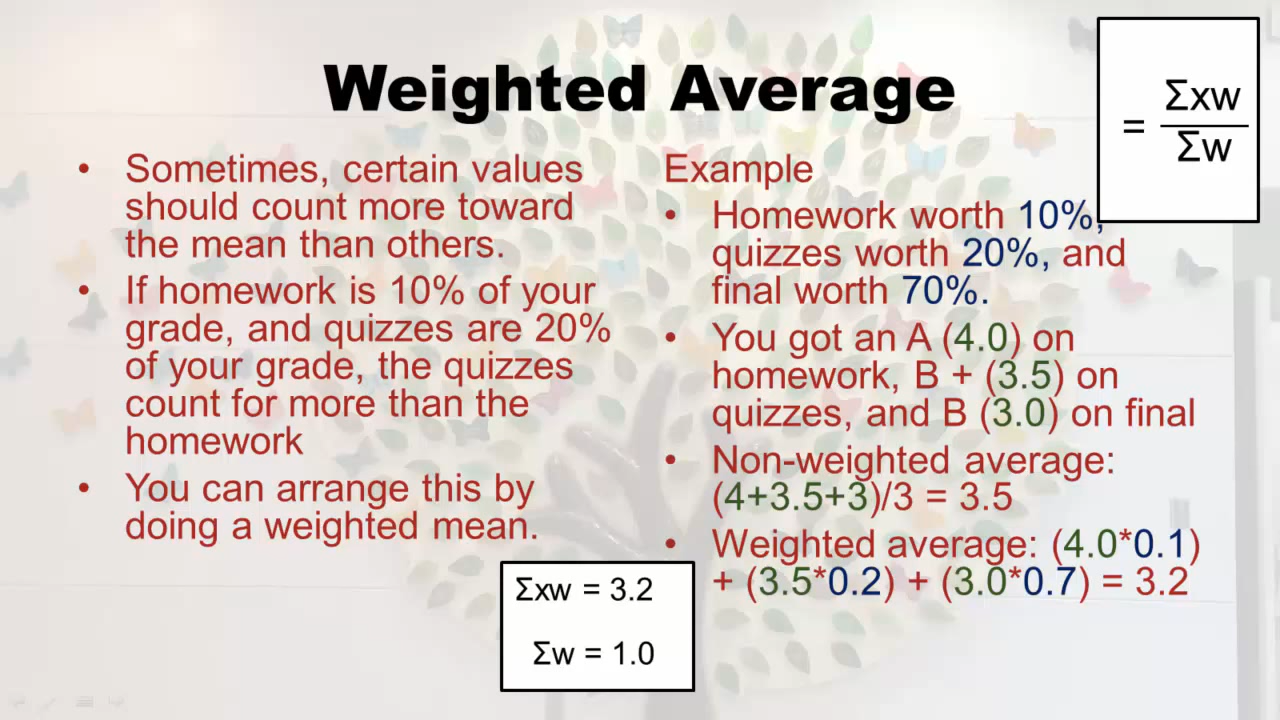 Weighted Average
• Sometimes, certain values
should count more toward
the mean than others.
• If homework is 10% of your
grade, and quizzes are 20%
of your grade, the quizzes
count for more than the
homework
• You can arrange this by
doing a weighted mean.
Example
• Homework worth 10%,
quizzes worth 20%, and
final worth 70%.
• You got an A (4.0) on
homework, B + (3.5) on
quizzes, and B (3.0) on final
• Non-weighted average:
(4+3.5+3)/3 = 3.5
• Weighted average: (4.0*0.1)
+ (3.5*0.2) + (3.0*0.7) = 3.2
= Σxw
Σw
Σxw = 3.2
Σw = 1.0